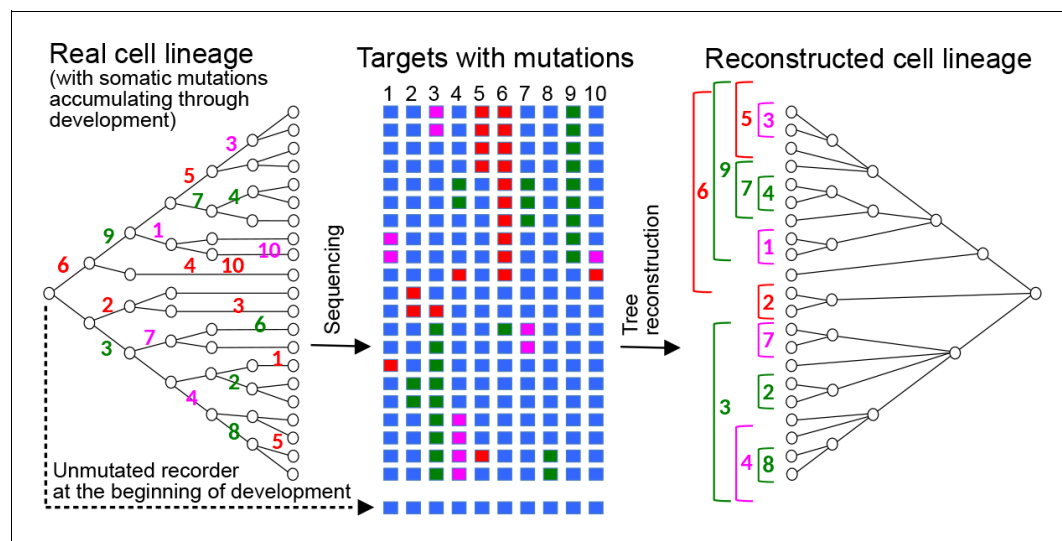 Real cell lineage
(with somatic mutations
accumulating through
development)
3
5
7
4
9
1
10
6
4
10
2
3
6
3
7
1
2
4
8
5
Unmutated recorder
at the beginning of development
Targets with mutations
1 2 3 4 5 6 7 8 9 10
Sequencing
Tree
reconstruction
Reconstructed cell lineage
5
3
9
6
7
4
1
2
7
3
2
4
8